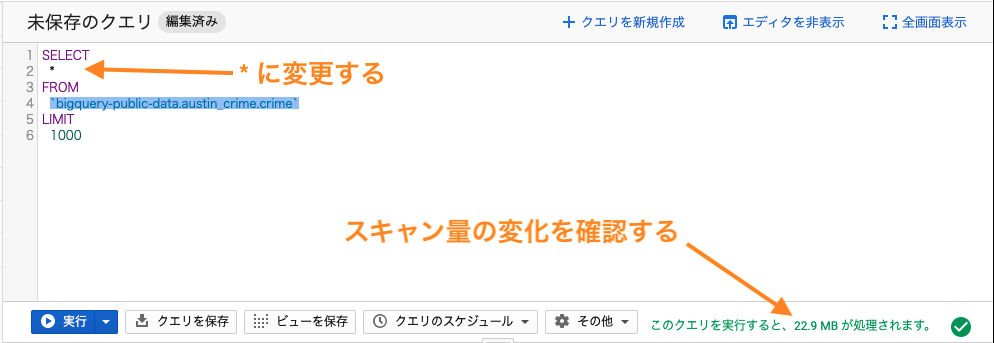 未保存のクエリ 編集済み クエリを新規作成 エディタを非表示 全画面表示
1 SELECT
2 * * に変更する
3 FROM
4 `bigquery-public-data.austin_crime.crime`
5 LIMIT
6 1000
スキャン量の変化を確認する
実行 クエリを保存 ビューを保存 クエリのスケジュール その他 このクエリを実行すると、22.9 MB が処理されます。